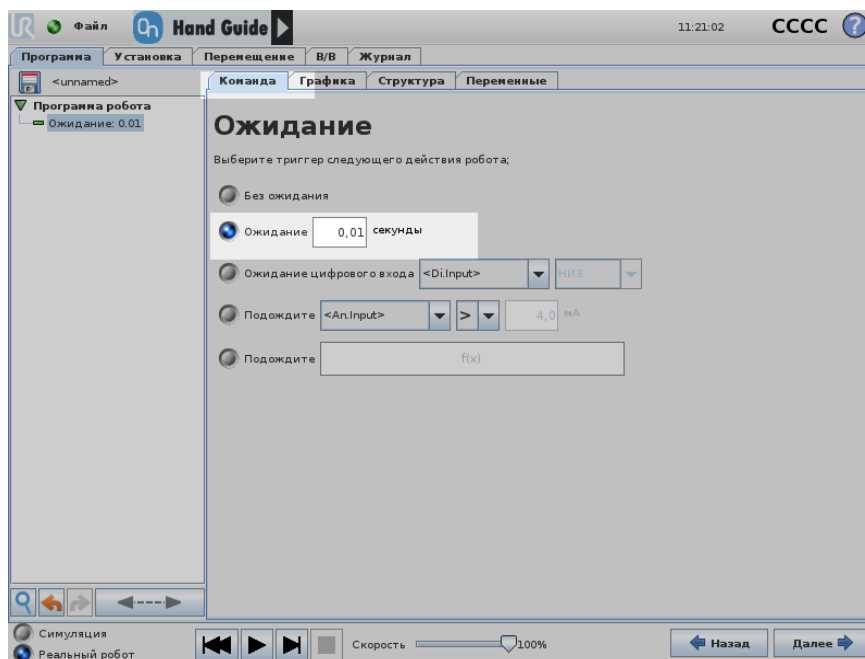 UR Файл On Hand Guide 11:21:02 CCCC ?
Программа Установка Перемещение В/В Журнал
<unnamed> Команда Графика Структура Переменные
Программа робота
Ожидание: 0.01
Ожидание
Выберите триггер следующего действия робота;
Без ожидания
Ожидание 0,01 секунды
Ожидание цифрового входа <Di.Input> НИЗ
Подождите <An.Input> > 4,0 мА
Подождите f(x)
Симуляция
Реальный робот
Скорость 100% Назад Далее